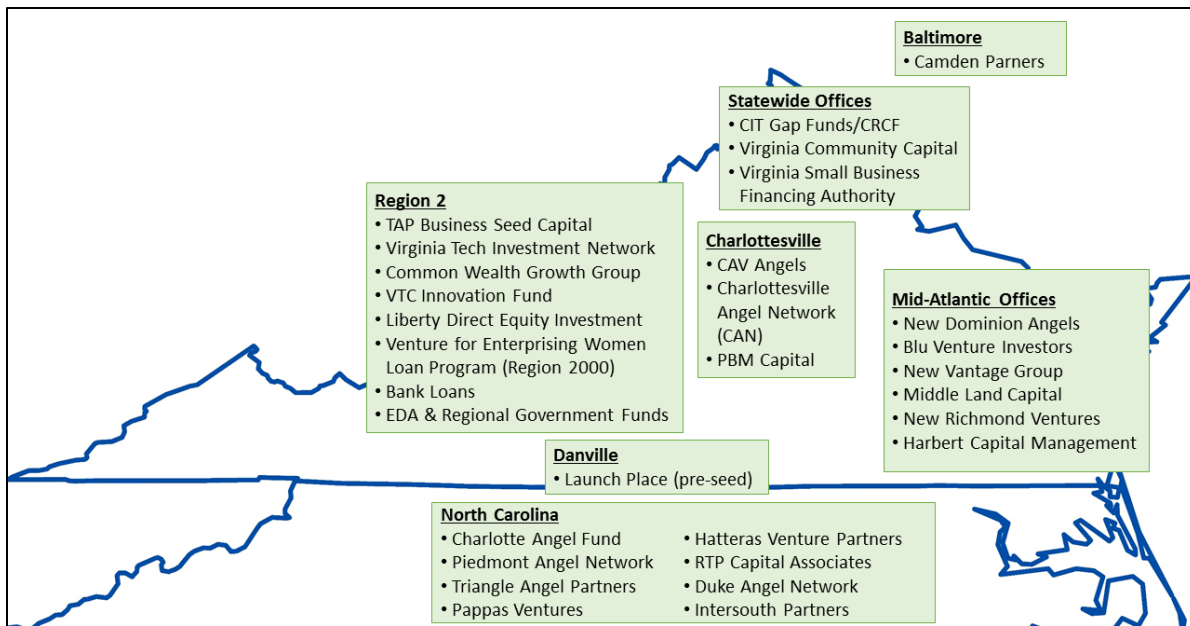 Baltimore
• Camden Parners
Statewide Offices
• CIT Gap Funds/CRCF
• Virginia Community Capital
• Virginia Small Business
Financing Authority
Region 2
• TAP Business Seed Capital
• Virginia Tech Investment Network
• Common Wealth Growth Group
• VTC Innovation Fund
• Liberty Direct Equity Investment
• Venture for Enterprising Women
Loan Program (Region 2000)
• Bank Loans
• EDA & Regional Government Funds
Charlottesville
• CAV Angels
• Charlottesville
Angel Network
(CAN)
• PBM Capital
Mid-Atlantic Offices
• New Dominion Angels
• Blu Venture Investors
• New Vantage Group
• Middle Land Capital
• New Richmond Ventures
• Harbert Capital Management
Danville
• Launch Place (pre-seed)
North Carolina
• Charlotte Angel Fund
• Piedmont Angel Network
• Triangle Angel Partners
• Pappas Ventures
• Hatteras Venture Partners
• RTP Capital Associates
• Duke Angel Network
• Intersouth Partners